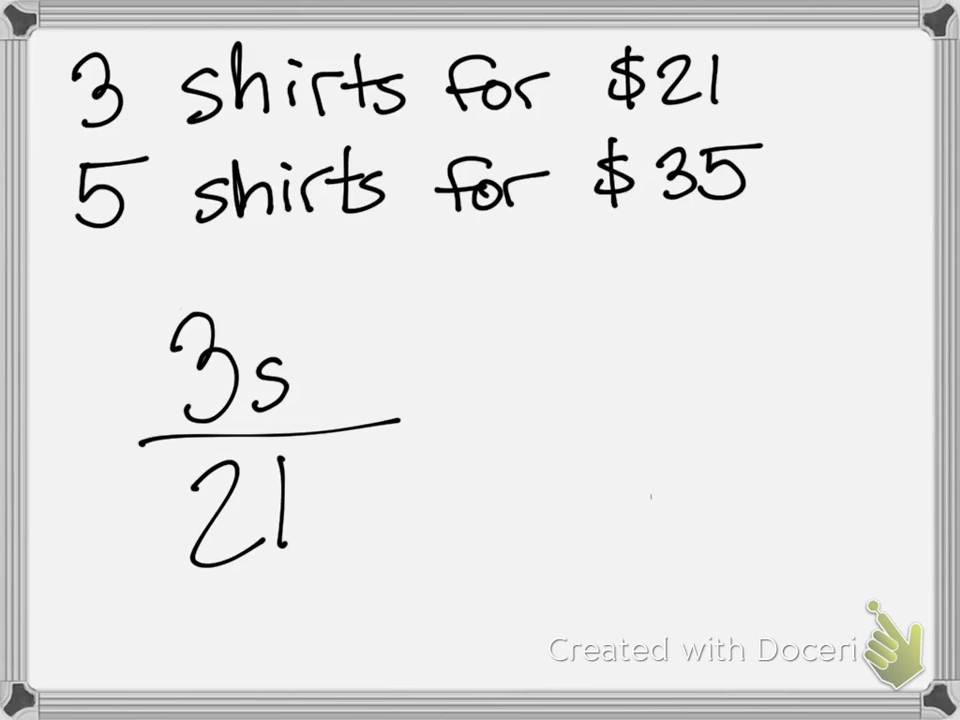 3 shirts for $21
5 shirts for $35
3s
21
Created with Doceri